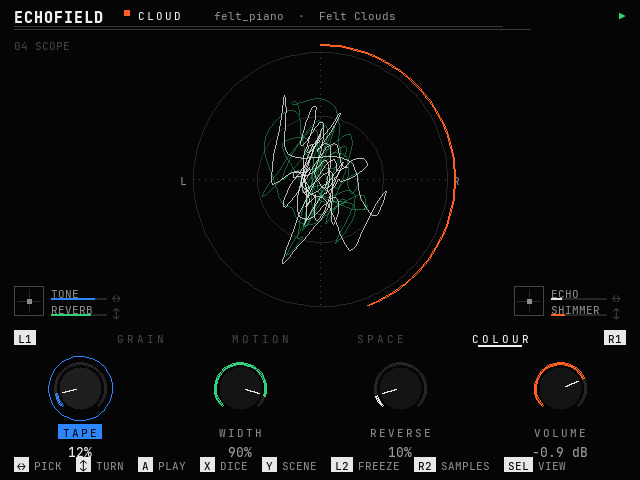 ECHOFIELD CLOUD felt_piano · Felt Clouds
04 SCOPE
L R
TONE ECHO
REVERB SHIMMER
L1 GRAIN MOTION SPACE COLOUR R1
TAPE WIDTH REVERSE VOLUME
12% 90% 10% -0.9 dB
PICK TURN A PLAY X DICE Y SCENE L2 FREEZE R2 SAMPLES SEL VIEW